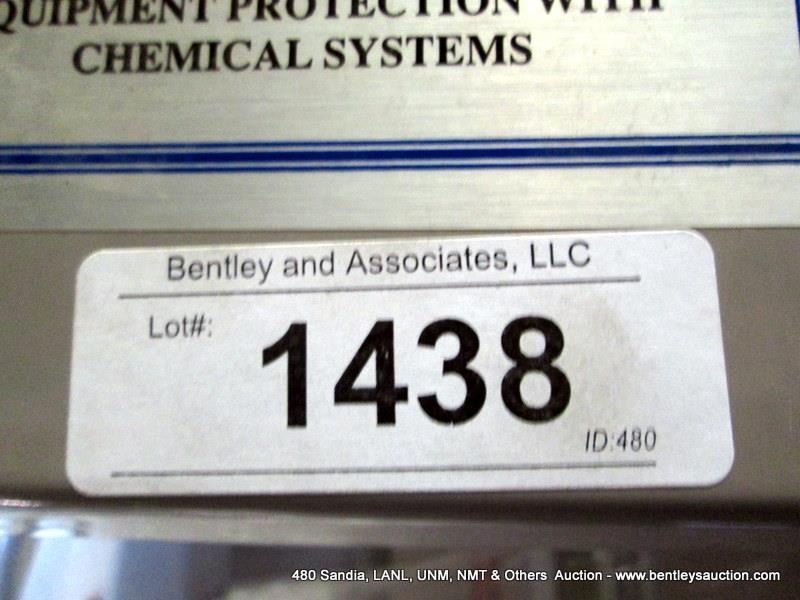 EQUIPMENT PROTECTION WITH
CHEMICAL SYSTEMS
Bentley and Associates, LLC
Lot#:
1438
ID:480
480 Sandia, LANL, UNM, NMT & Others Auction - www.bentleysauction.com